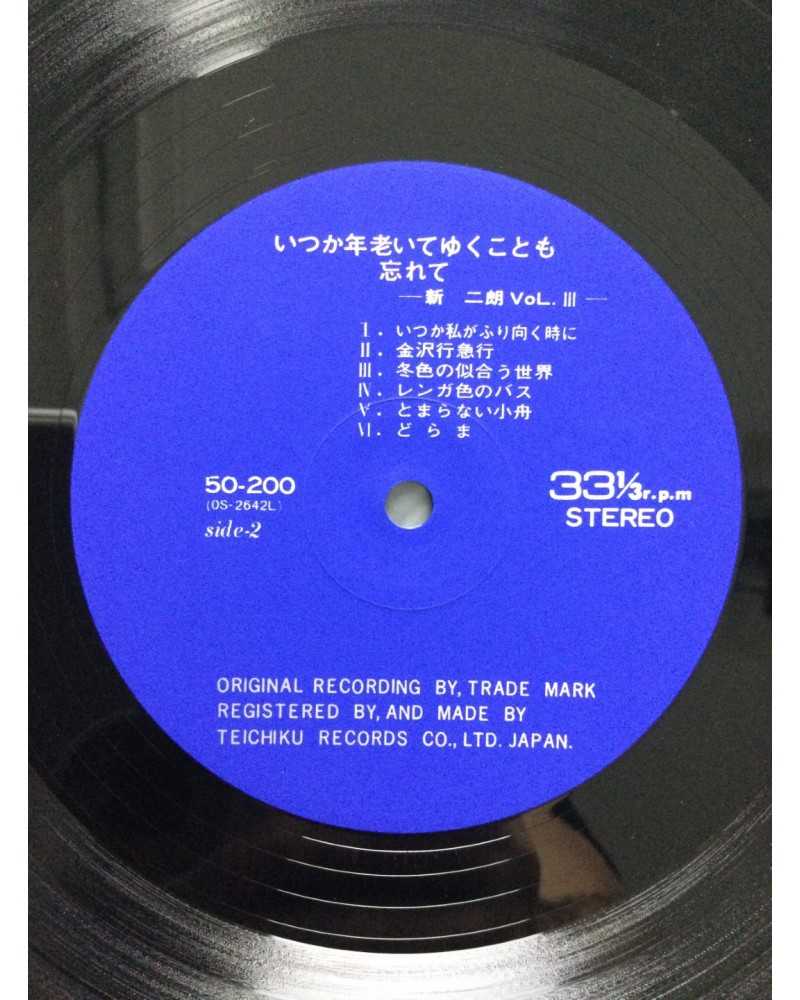 いつか年老いてゆくことも
忘れて
—新 二朗 VOL. III—
I. いつか私がふり向く時に
II. 金沢行急行
III. 冬色の似合う世界
IV. レンガ色のバス
V. とまらない小舟
VI. どらま
50-200
(OS-2642L)
side-2
33⅓r.p.m
STEREO
ORIGINAL RECORDING BY, TRADE MARK
REGISTERED BY, AND MADE BY
TEICHIKU RECORDS CO., LTD. JAPAN.